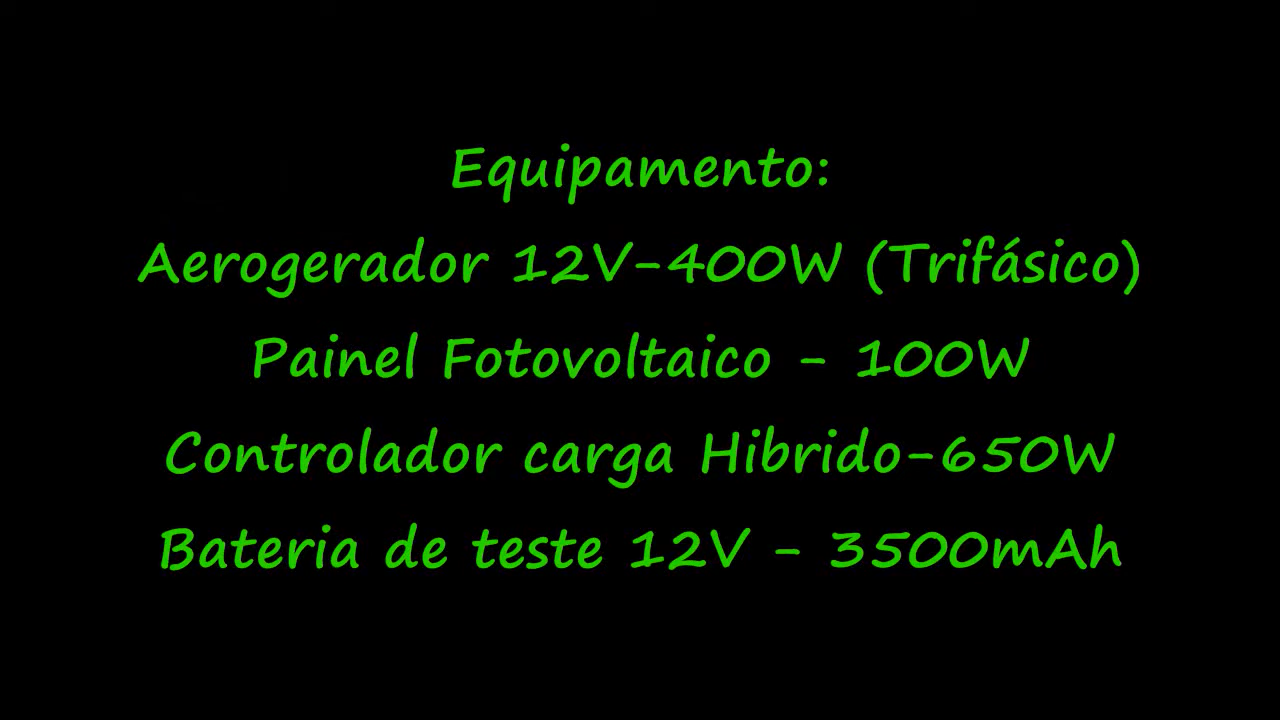 Equipamento:
Aerogerador 12V-400W (Trifásico)
Painel Fotovoltaico - 100W
Controlador carga Hibrido-650W
Bateria de teste 12V - 3500mAh